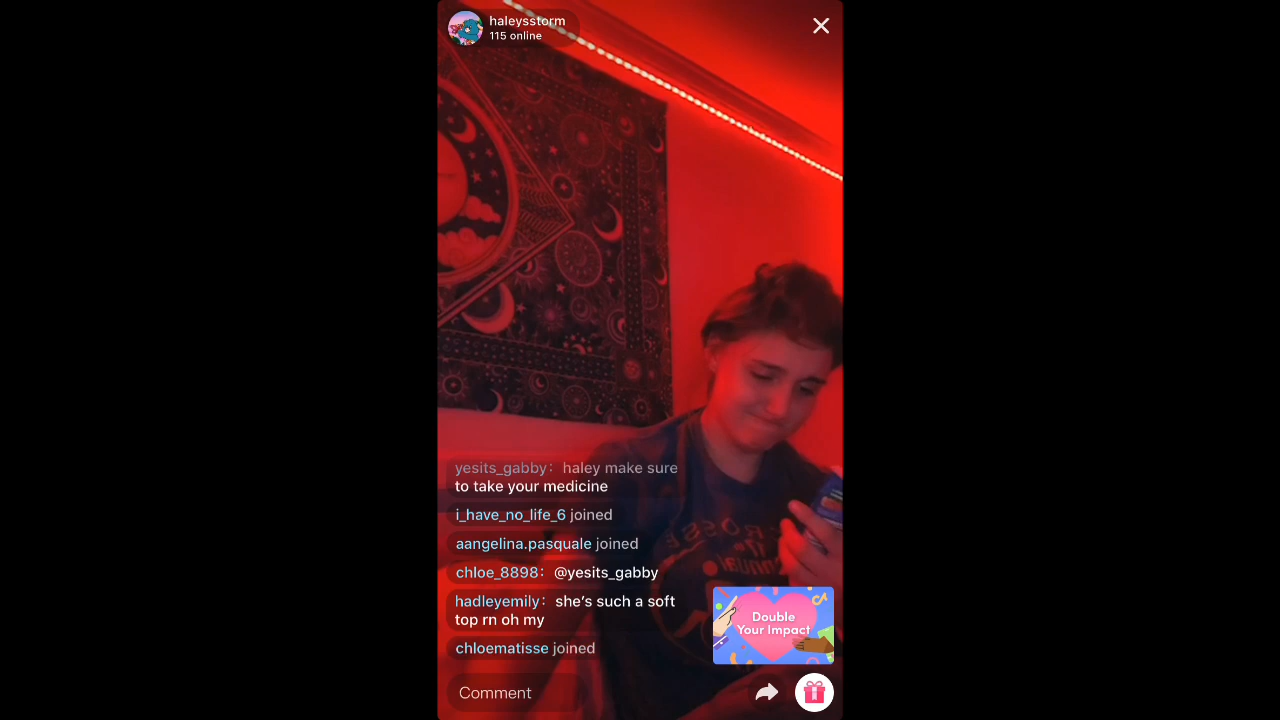 haleysstorm
115 online
yesits_gabby: haley make sure
to take your medicine
i_have_no_life_6 joined
aangelina.pasquale joined
chloe_8898: @yesits_gabby
hadleyemily: she's such a soft
top rn oh my
chloematisse joined
Double
Your Impact
Comment